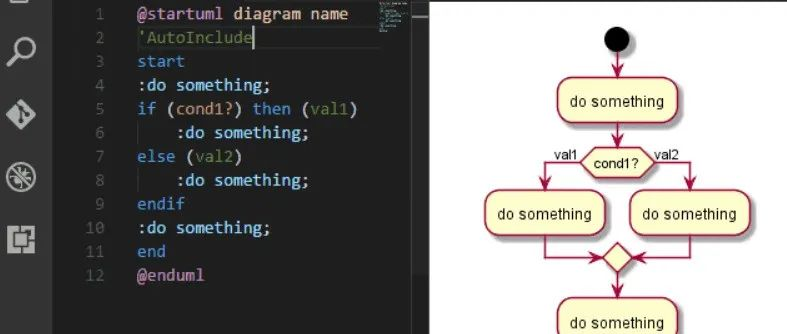 1 @startuml diagram name
2 'AutoInclude
3 start
4 :do something;
5 if (cond1?) then (val1)
6 :do something;
7 else (val2)
8 :do something;
9 endif
10 :do something;
11 end
12 @enduml
do something
val1 cond1? val2
do something do something
do something